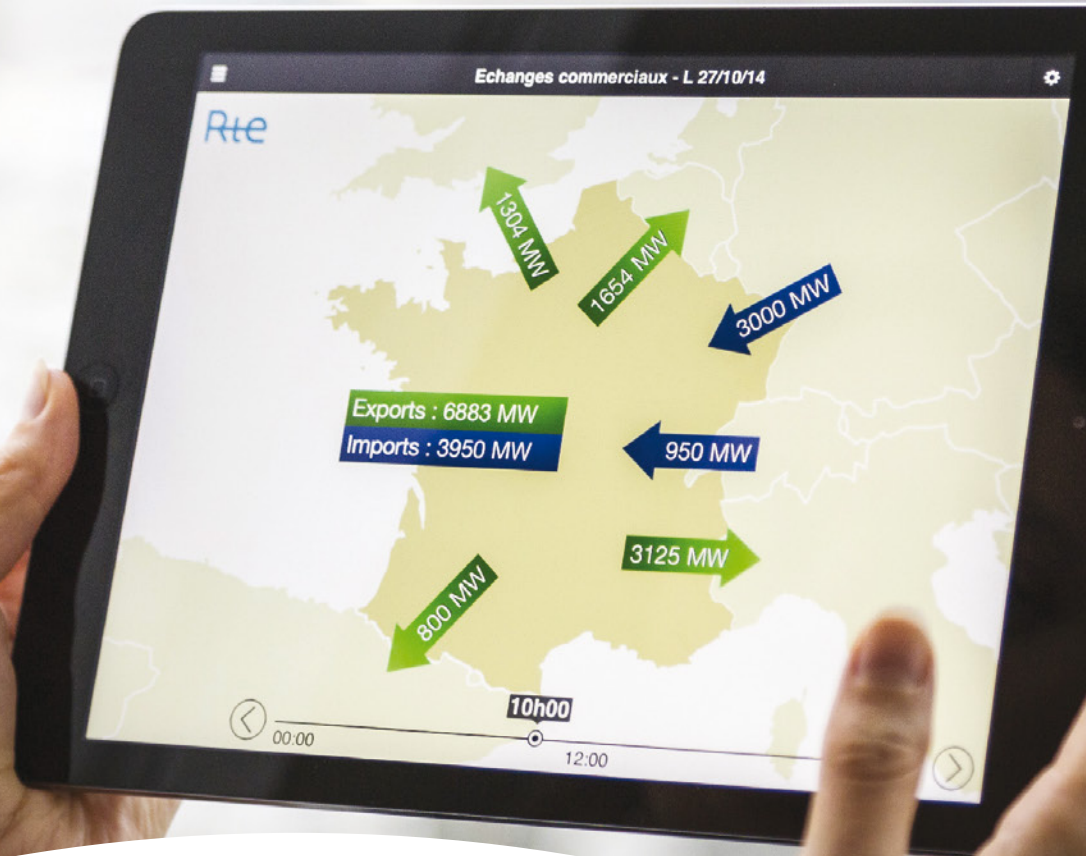 Echanges commerciaux - L 27/10/14
Rte
1304 MW
1654 MW
3000 MW
Exports : 6883 MW
Imports : 3950 MW
950 MW
3125 MW
800 MW
10h00
00:00
12:00